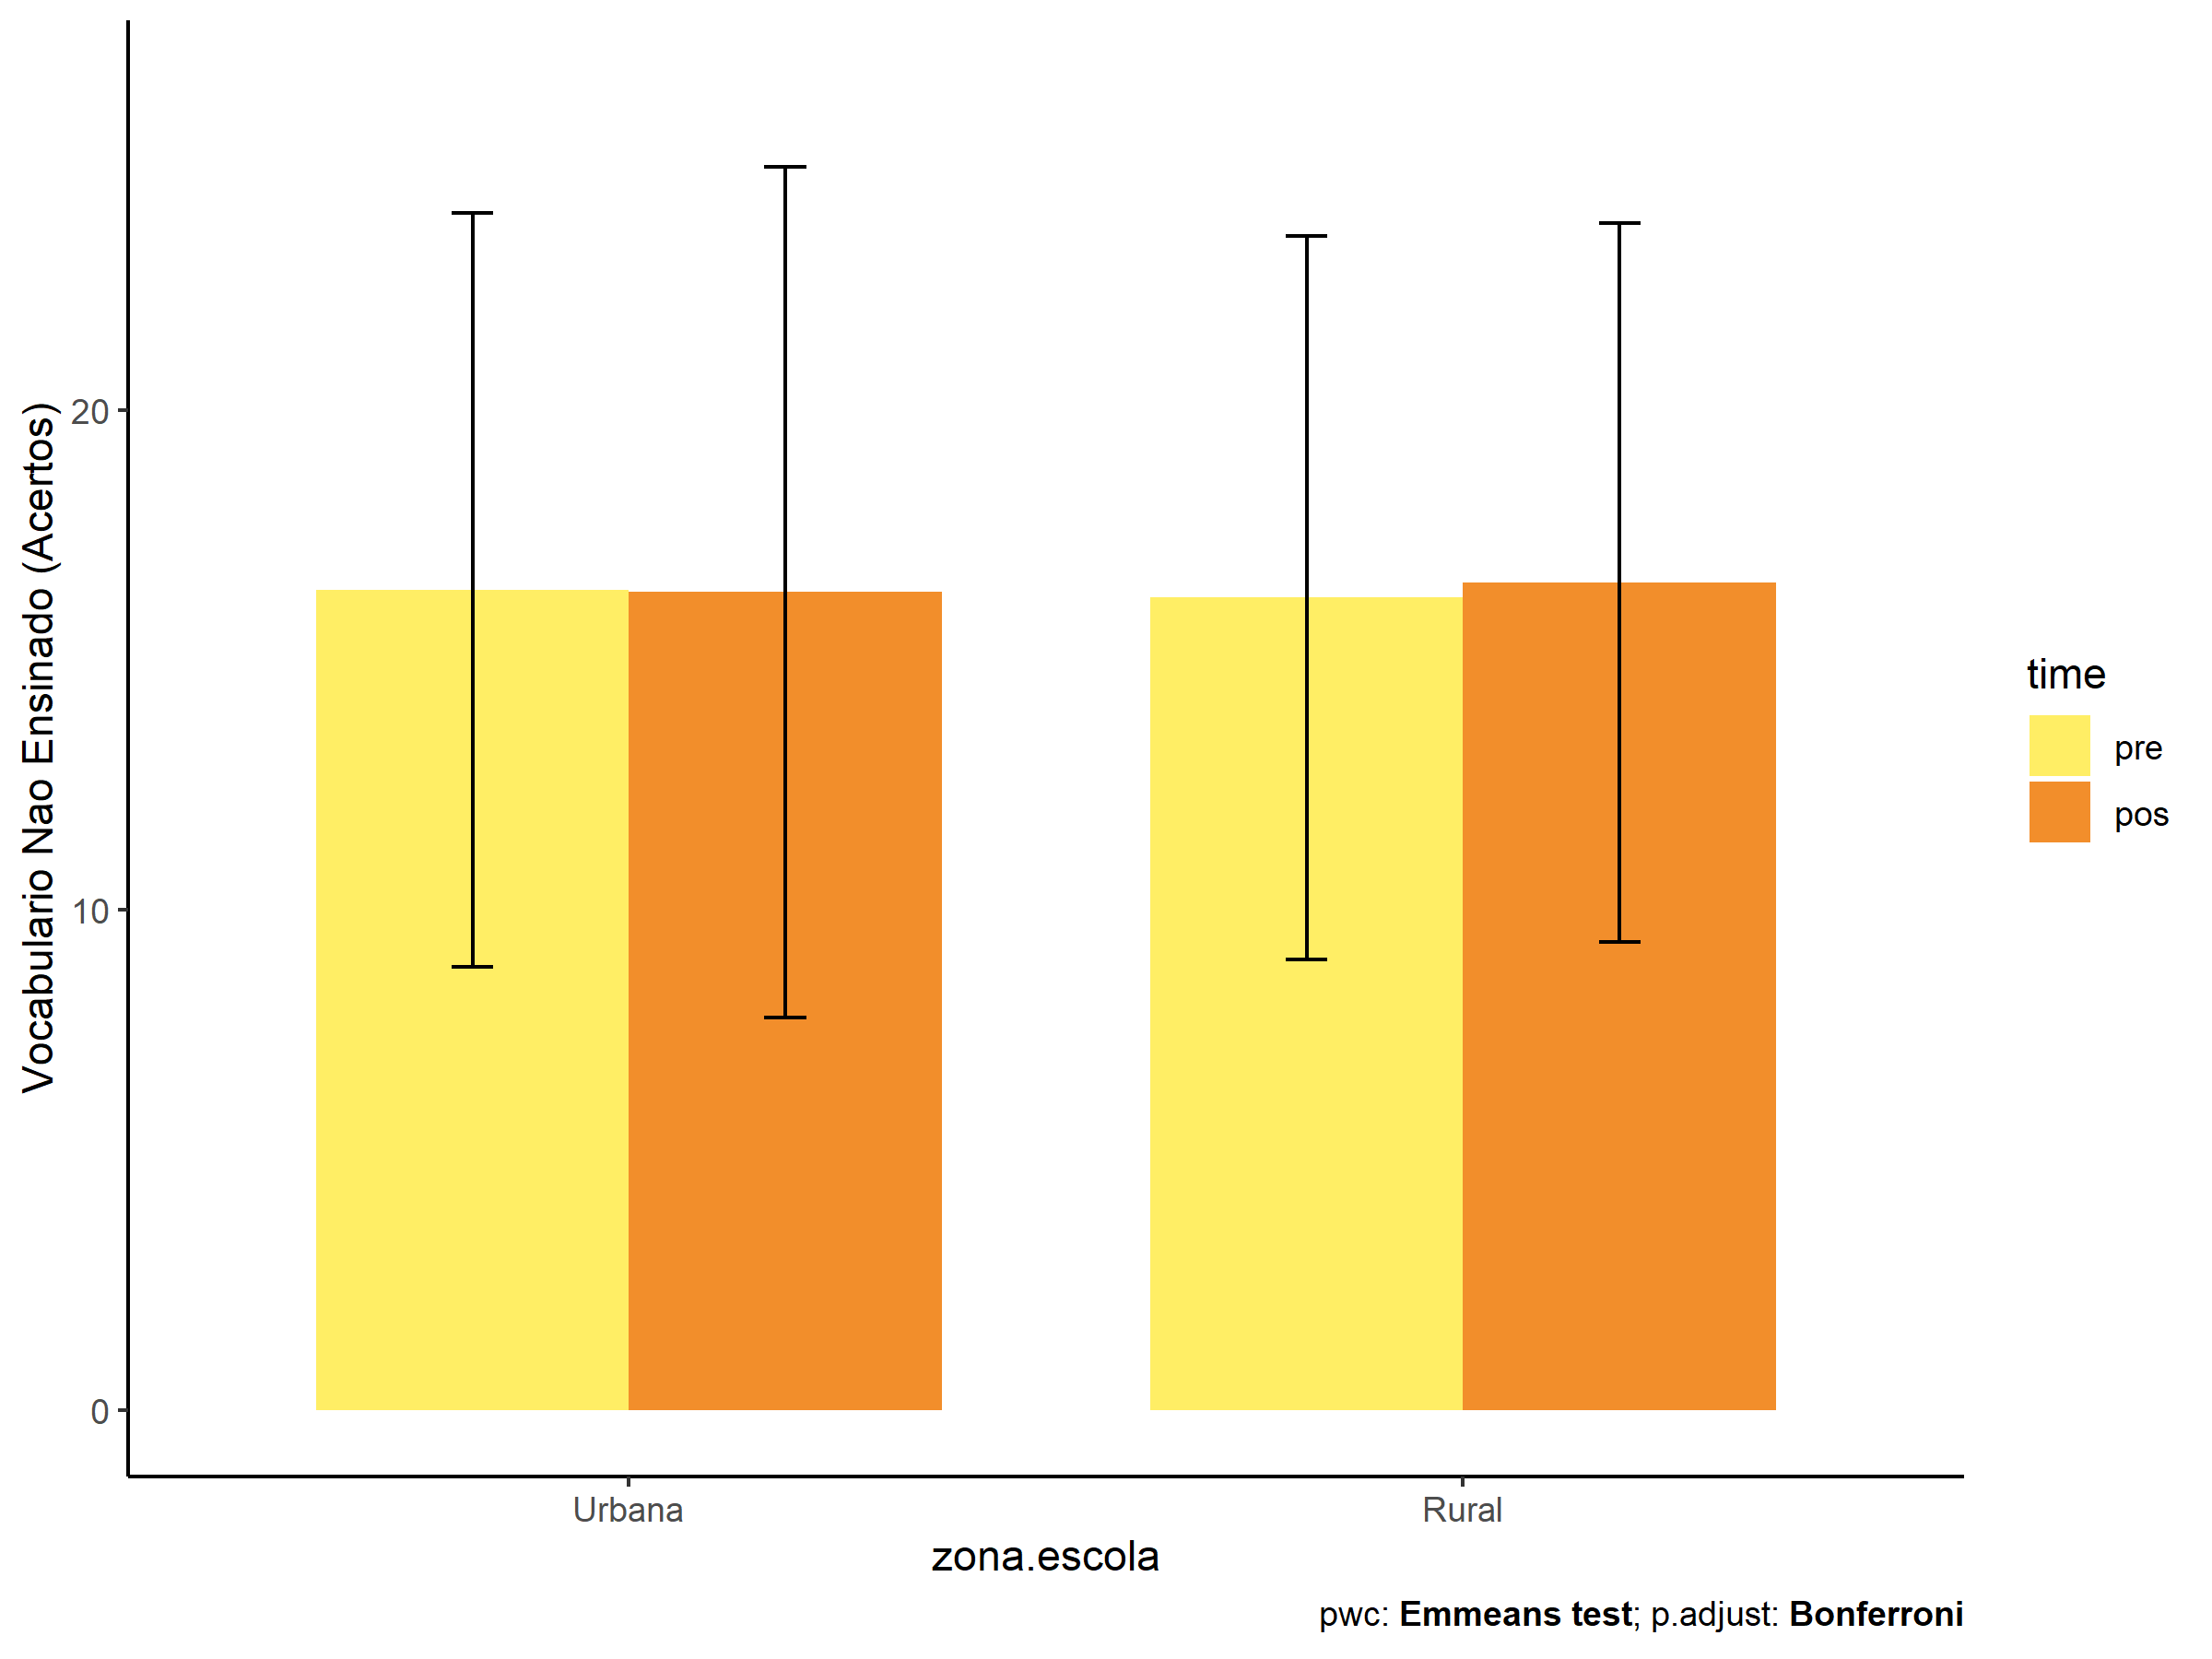 Vocabulario Nao Ensinado (Acertos)
20
10
0
Urbana
Rural
zona.escola
time
pre
pos
pwc: Emmeans test; p.adjust: Bonferroni